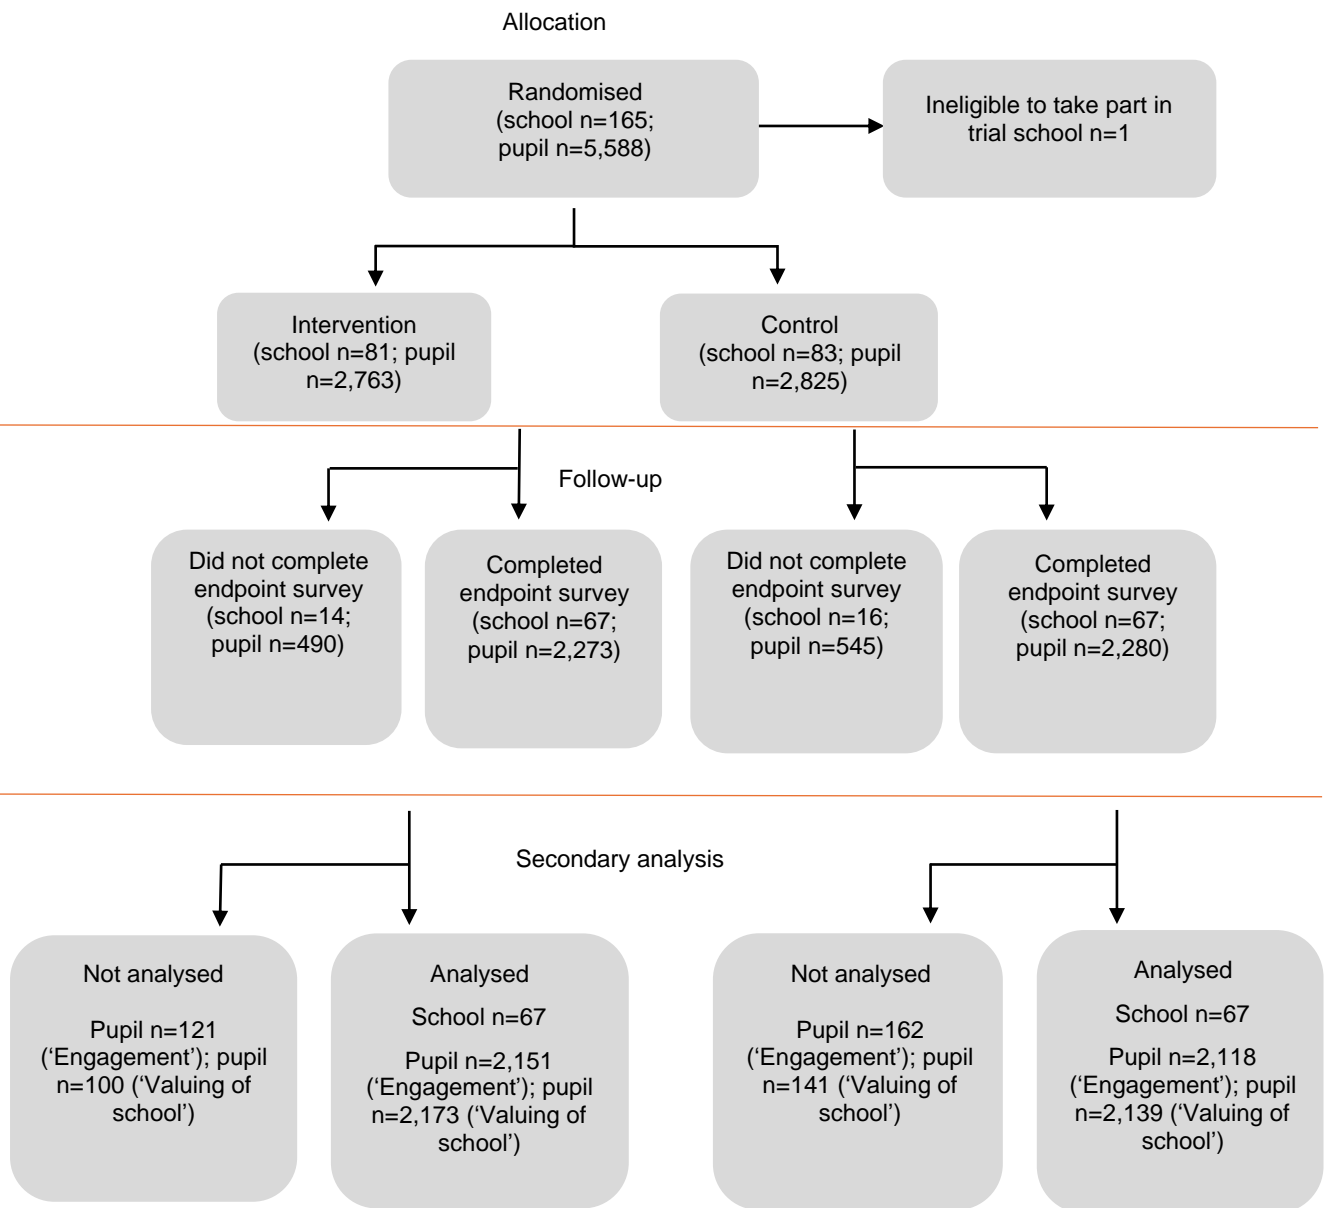 Allocation
Randomised
(school n=165;
pupil n=5,588)
Ineligible to take part in
trial school n=1
Intervention
(school n=81; pupil
n=2,763)
Control
(school n=83; pupil
n=2,825)
Follow-up
Did not complete
endpoint survey
(school n=14;
pupil n=490)
Completed
endpoint survey
(school n=67;
pupil n=2,273)
Did not complete
endpoint survey
(school n=16;
pupil n=545)
Completed
endpoint survey
(school n=67;
pupil n=2,280)
Secondary analysis
Not analysed
Pupil n=121
(‘Engagement’); pupil
n=100 (‘Valuing of
school’)
Analysed
School n=67
Pupil n=2,151
(‘Engagement’); pupil
n=2,173 (‘Valuing of
school’)
Not analysed
Pupil n=162
(‘Engagement’); pupil
n=141 (‘Valuing of
school’)
Analysed
School n=67
Pupil n=2,118
(‘Engagement’); pupil
n=2,139 (‘Valuing of
school’)